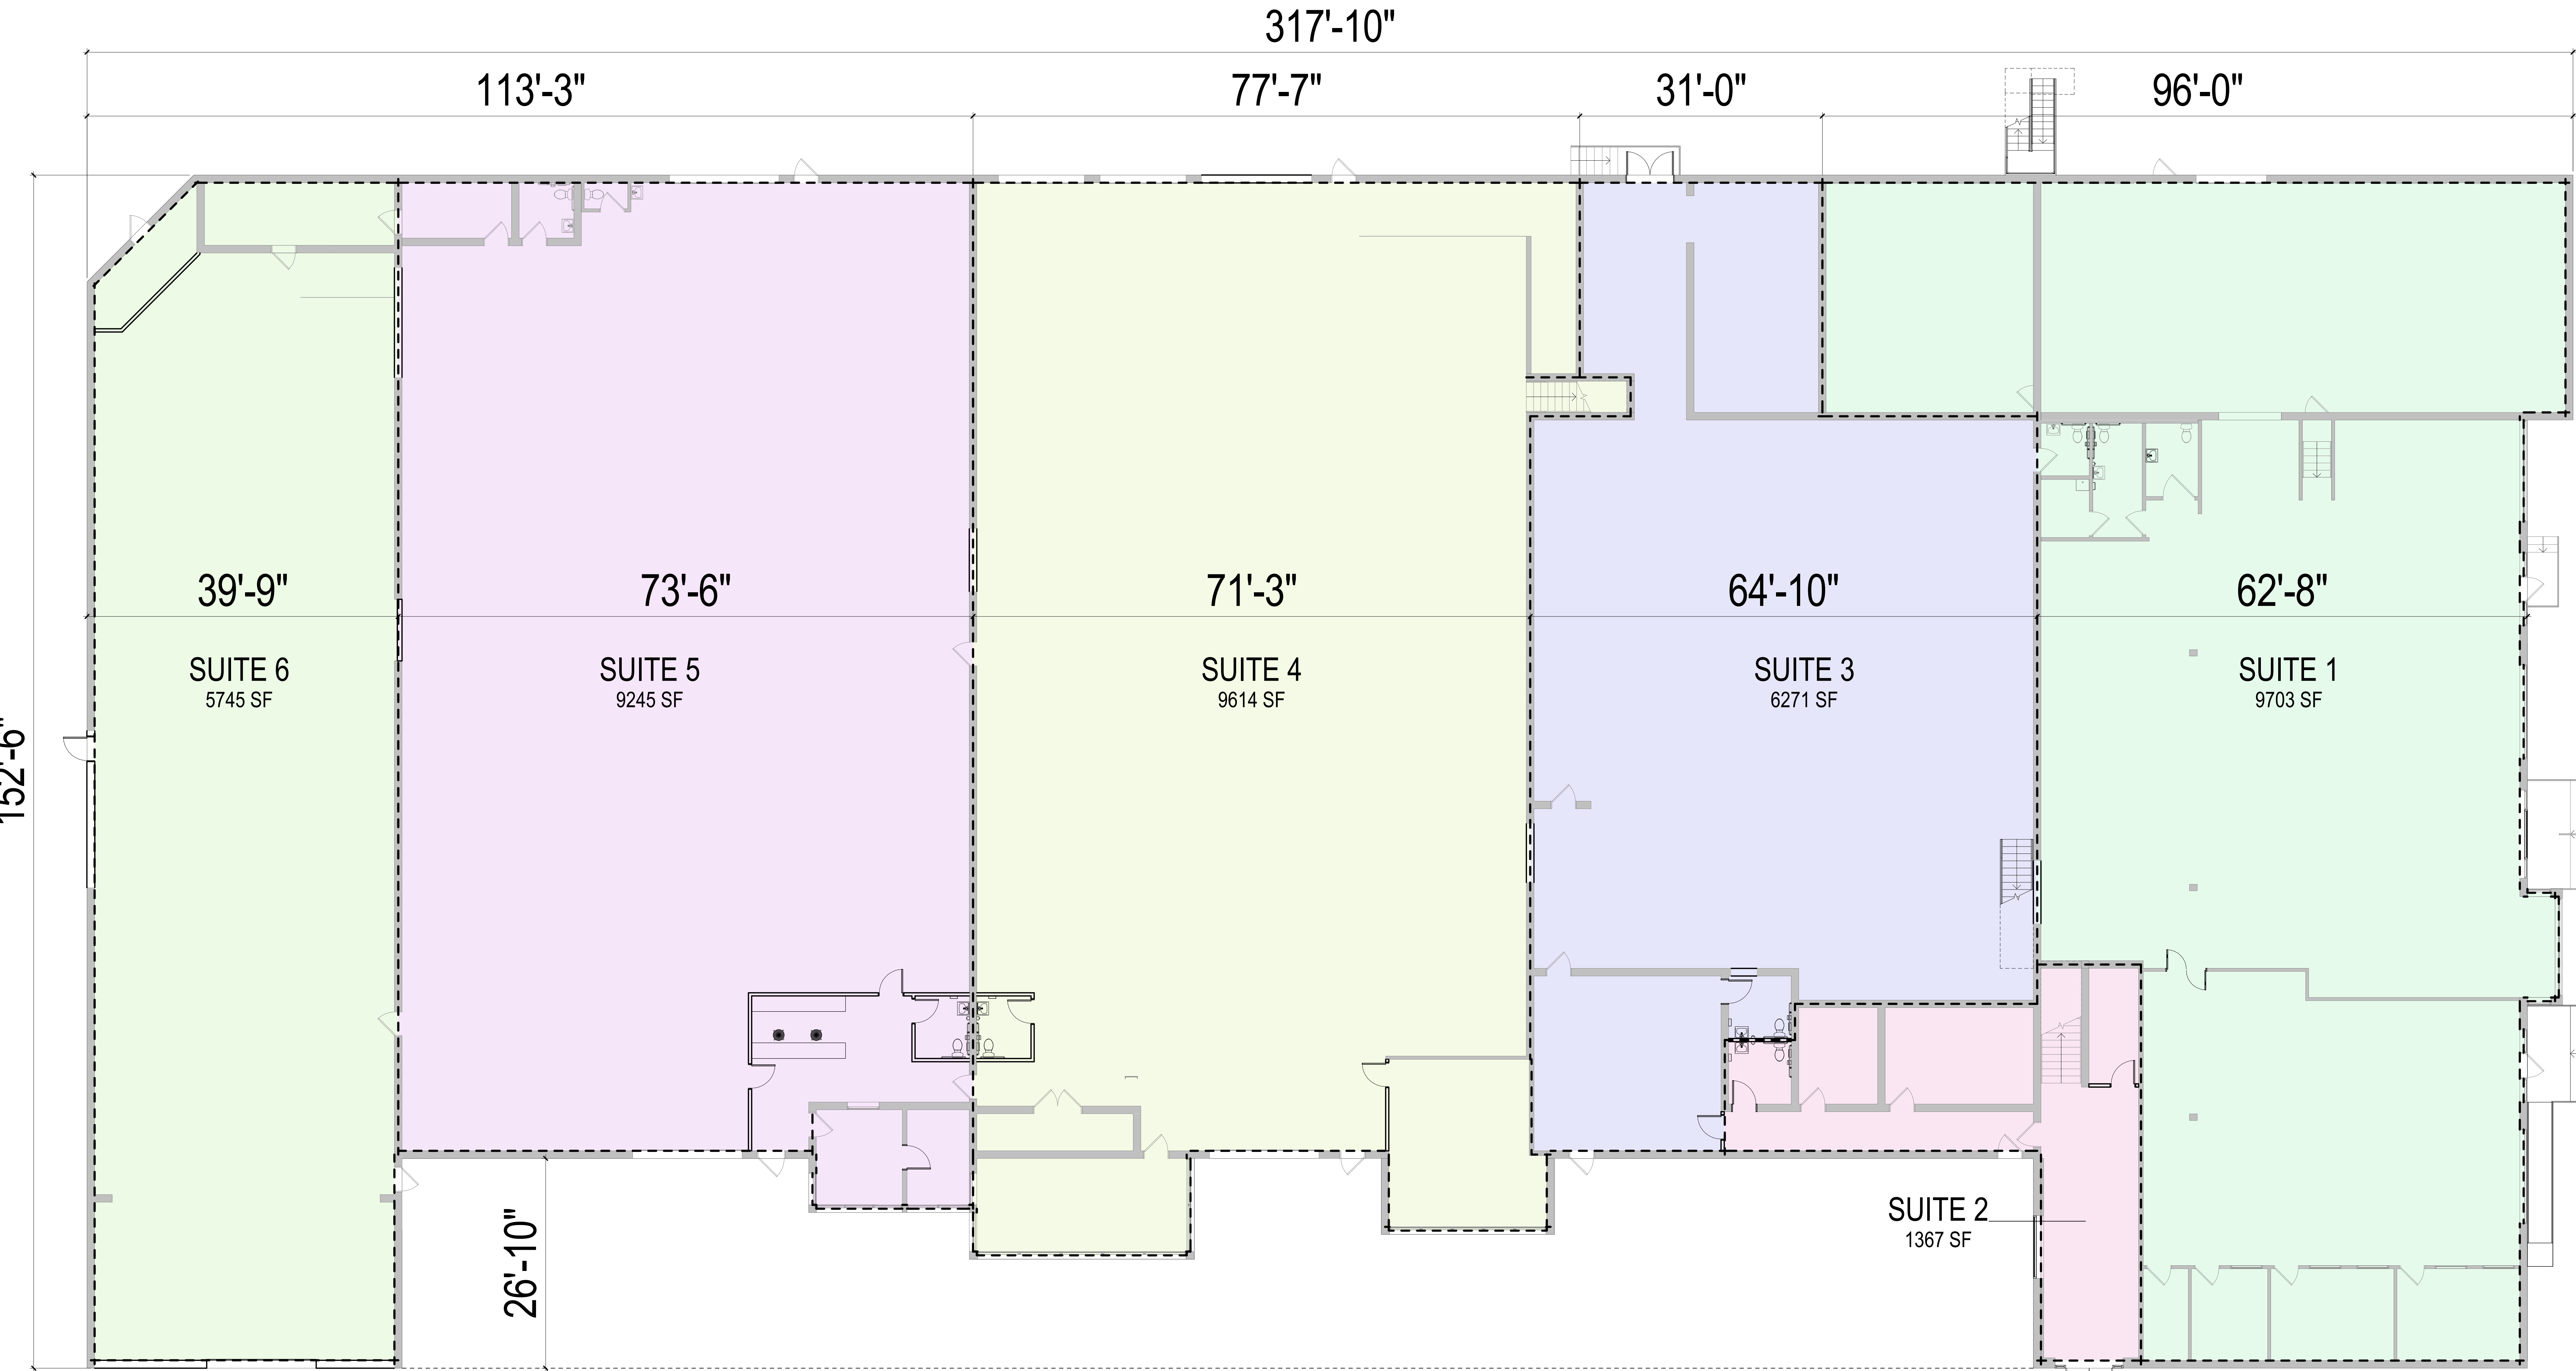 317'-10"
113'-3"
77'-7"
31'-0"
96'-0"
39'-9"
73'-6"
71'-3"
64'-10"
62'-8"
SUITE 6
5745 SF
SUITE 5
9245 SF
SUITE 4
9614 SF
SUITE 3
6271 SF
SUITE 1
9703 SF
152'-6"
SUITE 2
1367 SF
26'-10"